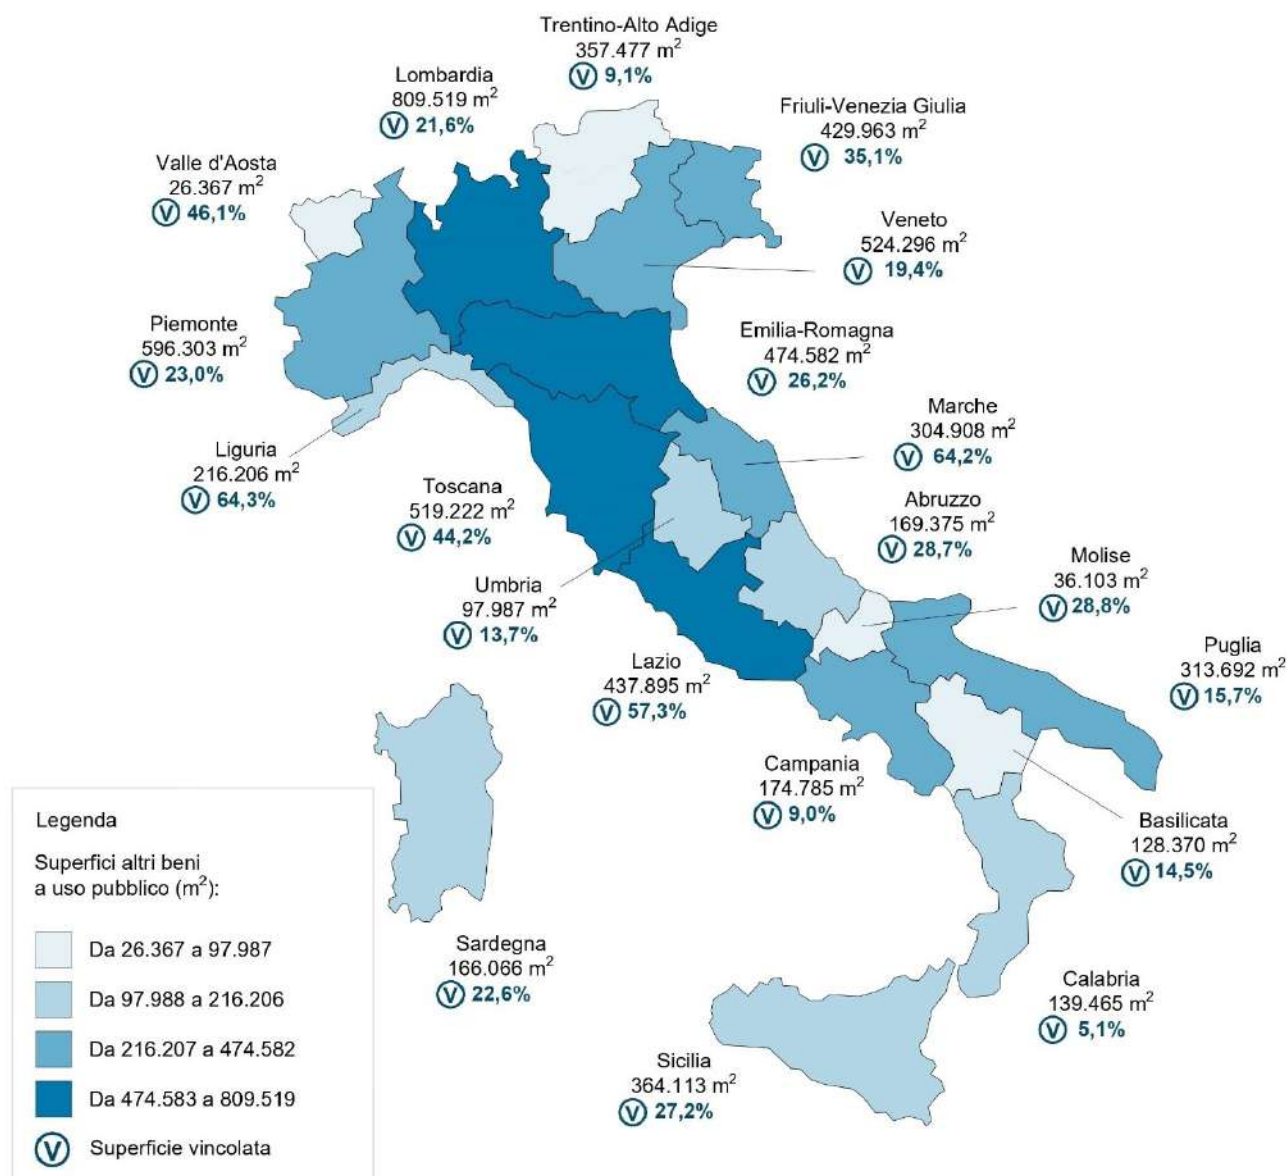 Trentino-Alto Adige
357.477 m²
V 9,1%
Lombardia
809.519 m²
V 21,6%
Friuli-Venezia Giulia
429.963 m²
V 35,1%
Valle d'Aosta
26.367 m²
V 46,1%
Veneto
524.296 m²
V 19,4%
Piemonte
596.303 m²
V 23,0%
Emilia-Romagna
474.582 m²
V 26,2%
Marche
304.908 m²
V 64,2%
Liguria
216.206 m²
V 64,3%
Toscana
519.222 m²
V 44,2%
Abruzzo
169.375 m²
V 28,7%
Molise
36.103 m²
V 28,8%
Umbria
97.987 m²
V 13,7%
Lazio
437.895 m²
V 57,3%
Puglia
313.692 m²
V 15,7%
Campania
174.785 m²
V 9,0%
Basilicata
128.370 m²
V 14,5%
Sardegna
166.066 m²
V 22,6%
Calabria
139.465 m²
V 5,1%
Sicilia
364.113 m²
V 27,2%
Legenda
Superfici altri beni
a uso pubblico (m²):
Da 26.367 a 97.987
Da 97.988 a 216.206
Da 216.207 a 474.582
Da 474.583 a 809.519
V Superficie vincolata